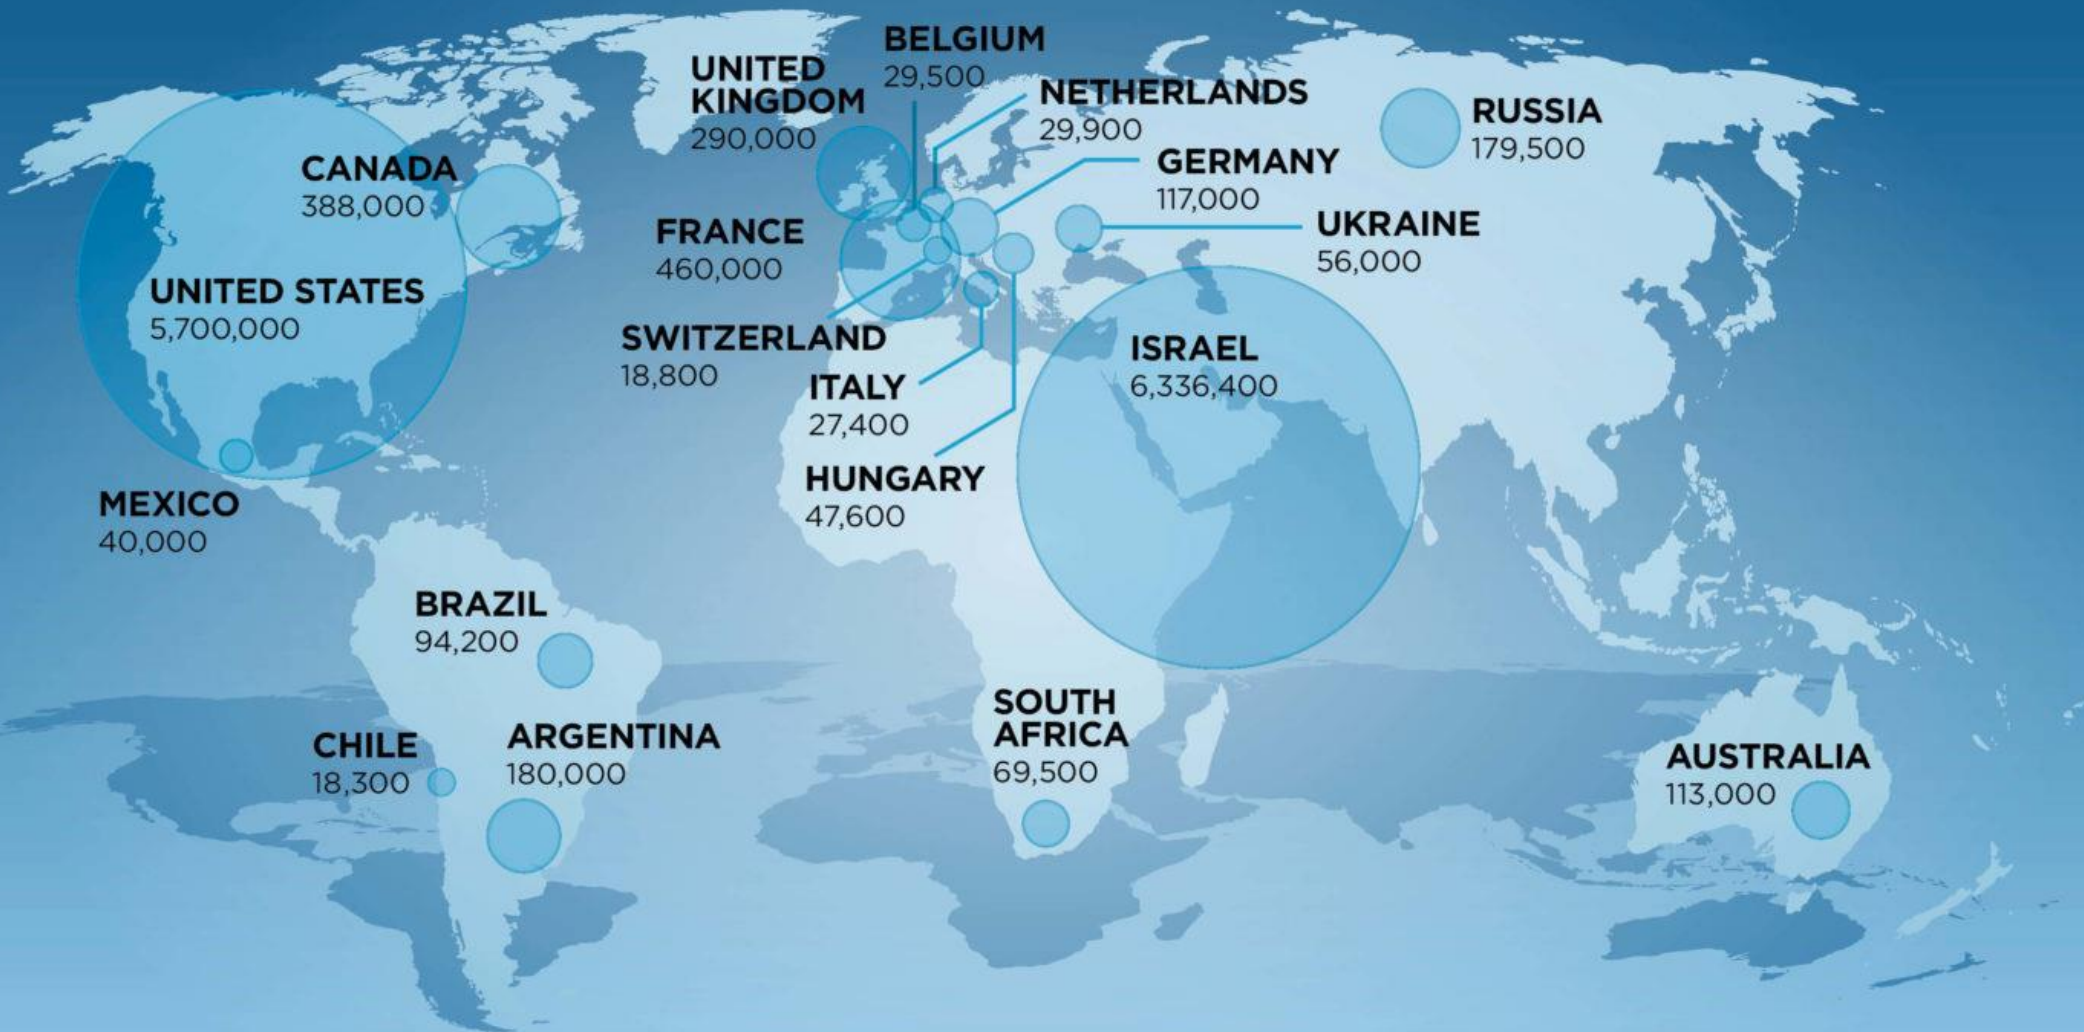 BELGIUM
29,500
UNITED
KINGDOM
290,000
NETHERLANDS
29,900
RUSSIA
179,500
CANADA
388,000
GERMANY
117,000
FRANCE
460,000
UKRAINE
56,000
UNITED STATES
5,700,000
SWITZERLAND
18,800
ISRAEL
6,336,400
ITALY
27,400
HUNGARY
47,600
MEXICO
40,000
BRAZIL
94,200
SOUTH
AFRICA
69,500
CHILE
18,300
ARGENTINA
180,000
AUSTRALIA
113,000